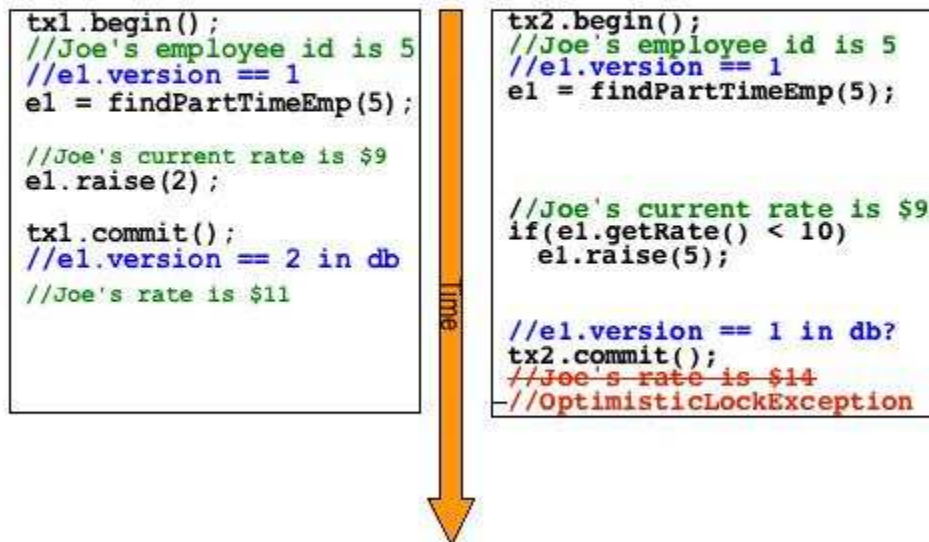 tx1.begin();
//Joe's employee id is 5
//e1.version == 1
e1 = findPartTimeEmp(5);
//Joe's current rate is $9
e1.raise(2);
tx1.commit();
//e1.version == 2 in db
//Joe's rate is $11
Time
tx2.begin();
//Joe's employee id is 5
//e1.version == 1
e1 = findPartTimeEmp(5);
//Joe's current rate is $9
if(e1.getRate() < 10)
e1.raise(5);
//e1.version == 1 in db?
tx2.commit();
//Joe's rate is $14
//OptimisticLockException